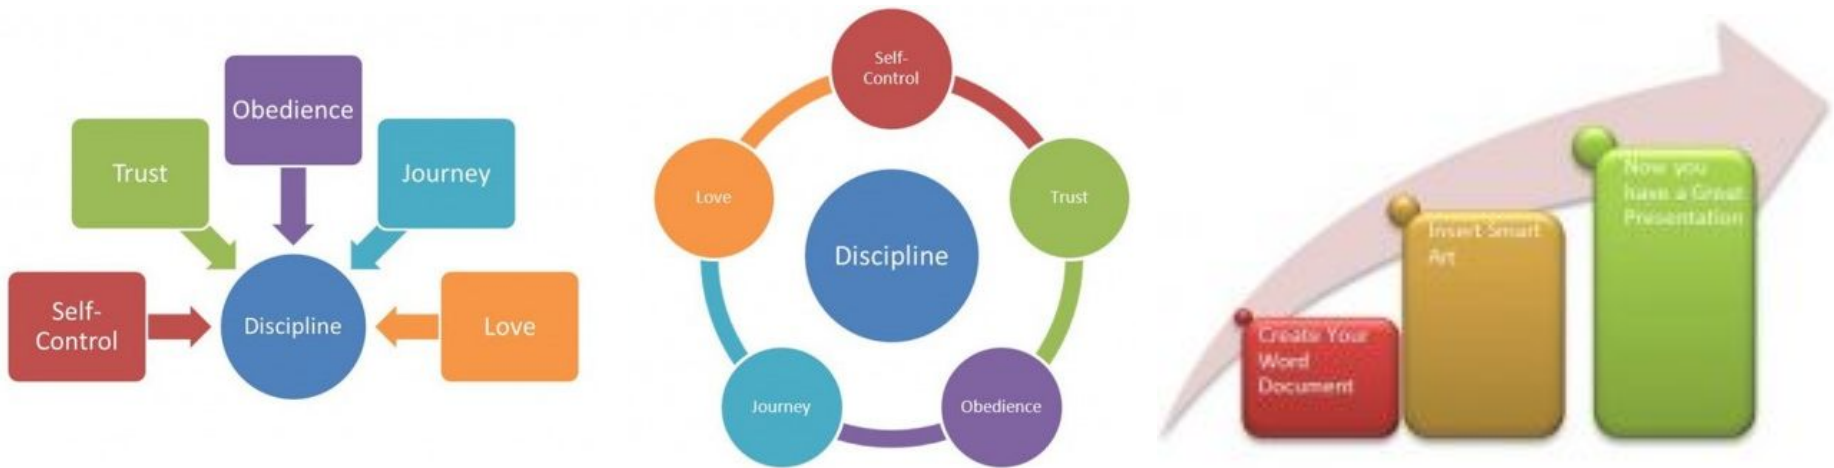 Obedience
Trust
Journey
Self-
Control
Discipline
Love
Self-
Control
Love
Trust
Discipline
Journey
Obedience
Create Your
Word
Document
Insert Smart
Art
Now you
have a Great
Presentation